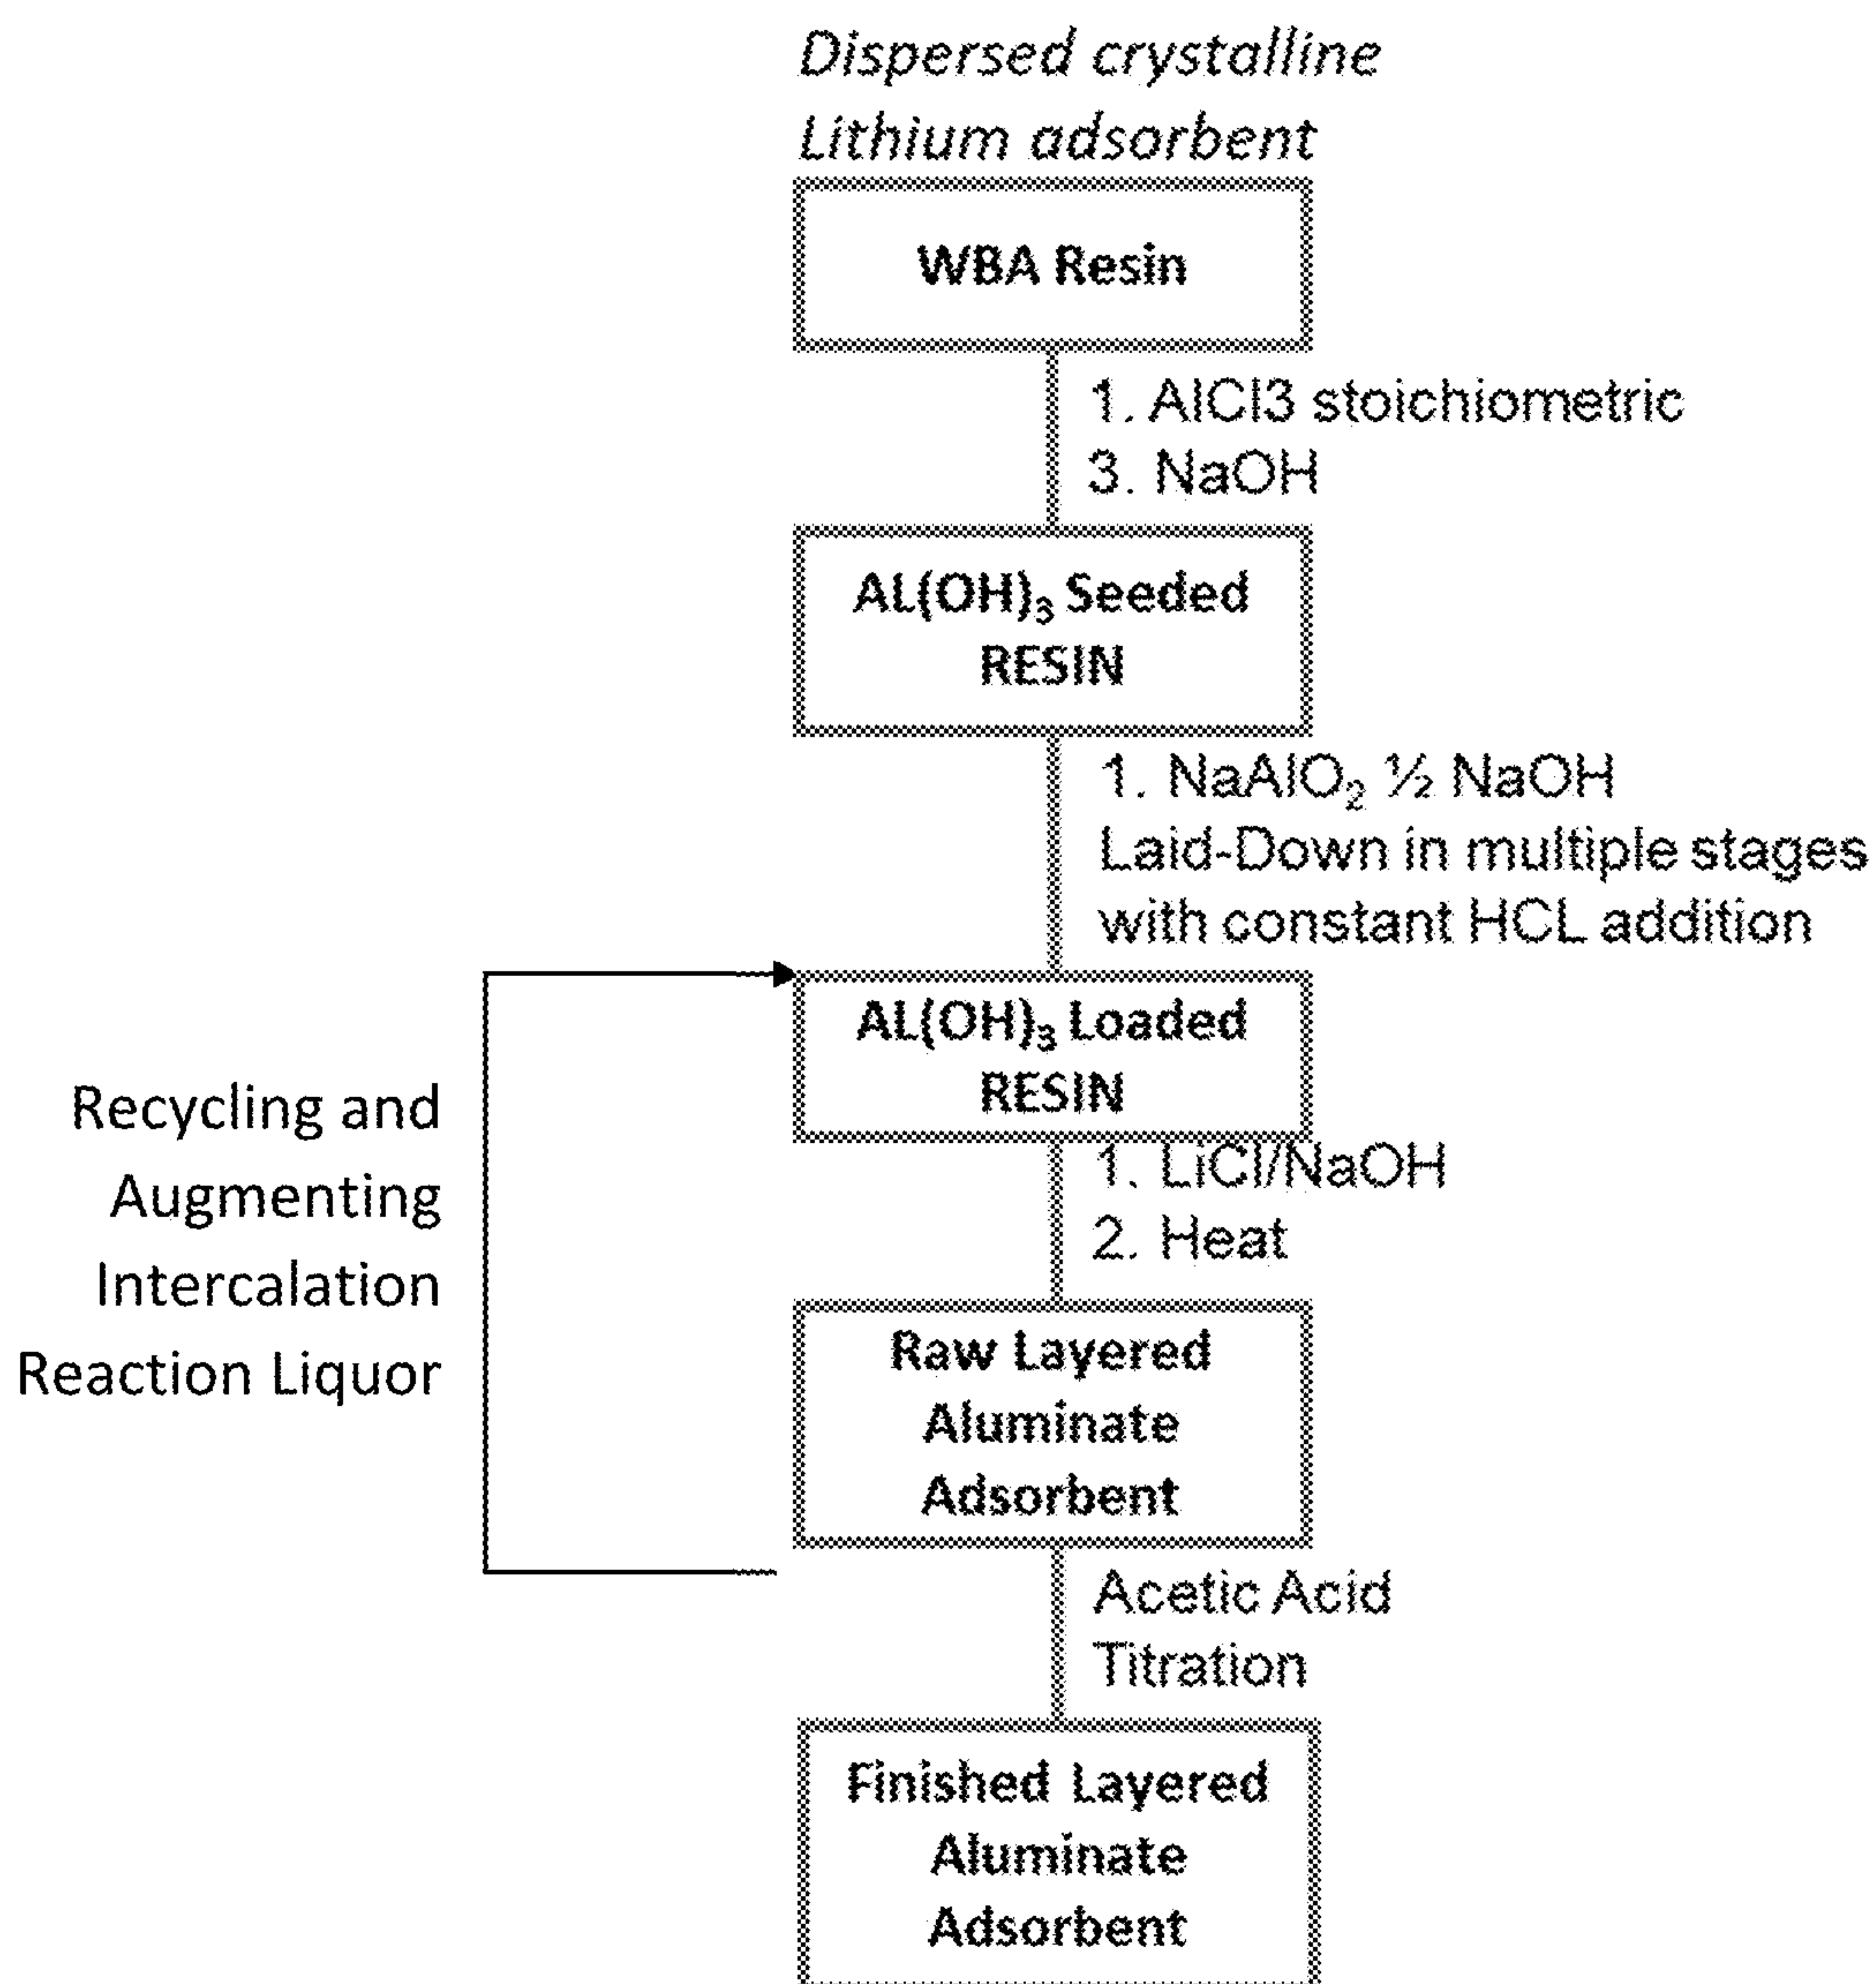 Dispersed crystalline
Lithium adsorbent
WBA Resin
1. AlCl3 stoichiometric
3. NaOH
AL(OH)₃ Seeded
RESIN
1. NaAlO₂ ½ NaOH
Laid-Down in multiple stages
with constant HCL addition
AL(OH)₃ Loaded
RESIN
1. LiCl/NaOH
2. Heat
Recycling and
Augmenting
Intercalation
Reaction Liquor
Raw Layered
Aluminate
Adsorbent
Acetic Acid
Titration
Finished Layered
Aluminate
Adsorbent